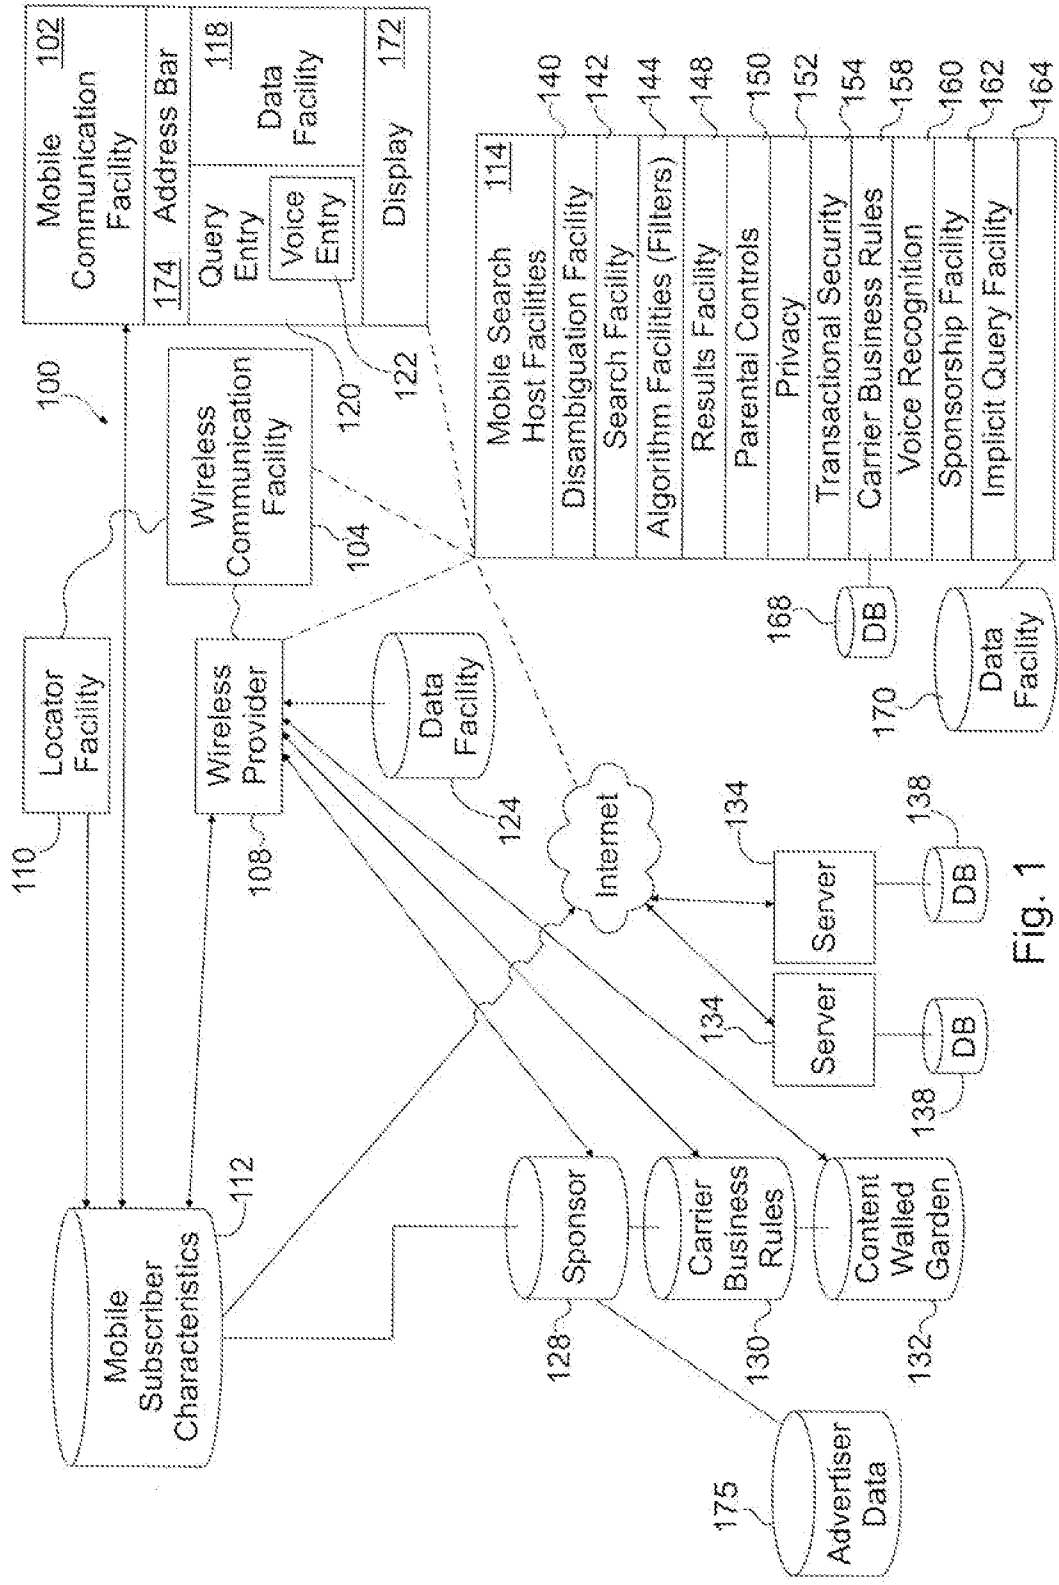 100
110
Locator
Facility
Mobile
Communication
Facility
102
174 Address Bar
Query
Entry
Voice
Entry
118
Data
Facility
Display
172
120
122
Wireless
Communication
Facility
104
Wireless
Provider
108
Data
Facility
124
Mobile
Subscriber
Characteristics
112
Sponsor
128
Carrier
Business
Rules
130
Content
Walled
Garden
132
Advertiser
Data
175
Internet
Server
134
Server
134
DB
138
DB
138
Mobile Search
Host Facilities
114
Disambiguation Facility
140
Search Facility
142
Algorithm Facilities (Filters)
144
Results Facility
148
Parental Controls
150
Privacy
152
Transactional Security
154
Carrier Business Rules
158
Voice Recognition
160
Sponsorship Facility
162
Implicit Query Facility
164
DB
168
Data
Facility
170
Fig. 1